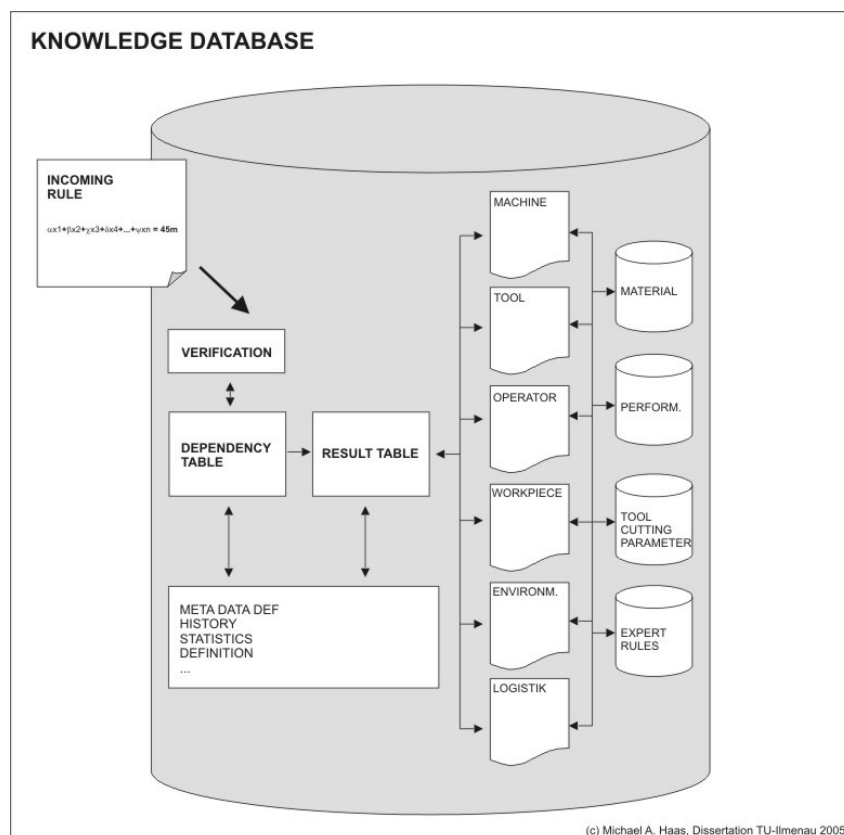 KNOWLEDGE DATABASE
INCOMING
RULE
αx1+βx2+χx3+δx4+...+ψxn = 45m
VERIFICATION
DEPENDENCY
TABLE
RESULT TABLE
META DATA DEF
HISTORY
STATISTICS
DEFINITION
...
MACHINE
TOOL
OPERATOR
WORKPIECE
ENVIRONM.
LOGISTIK
MATERIAL
PERFORM.
TOOL
CUTTING
PARAMETER
EXPERT
RULES
(c) Michael A. Haas, Dissertation TU-Ilmenau 2005